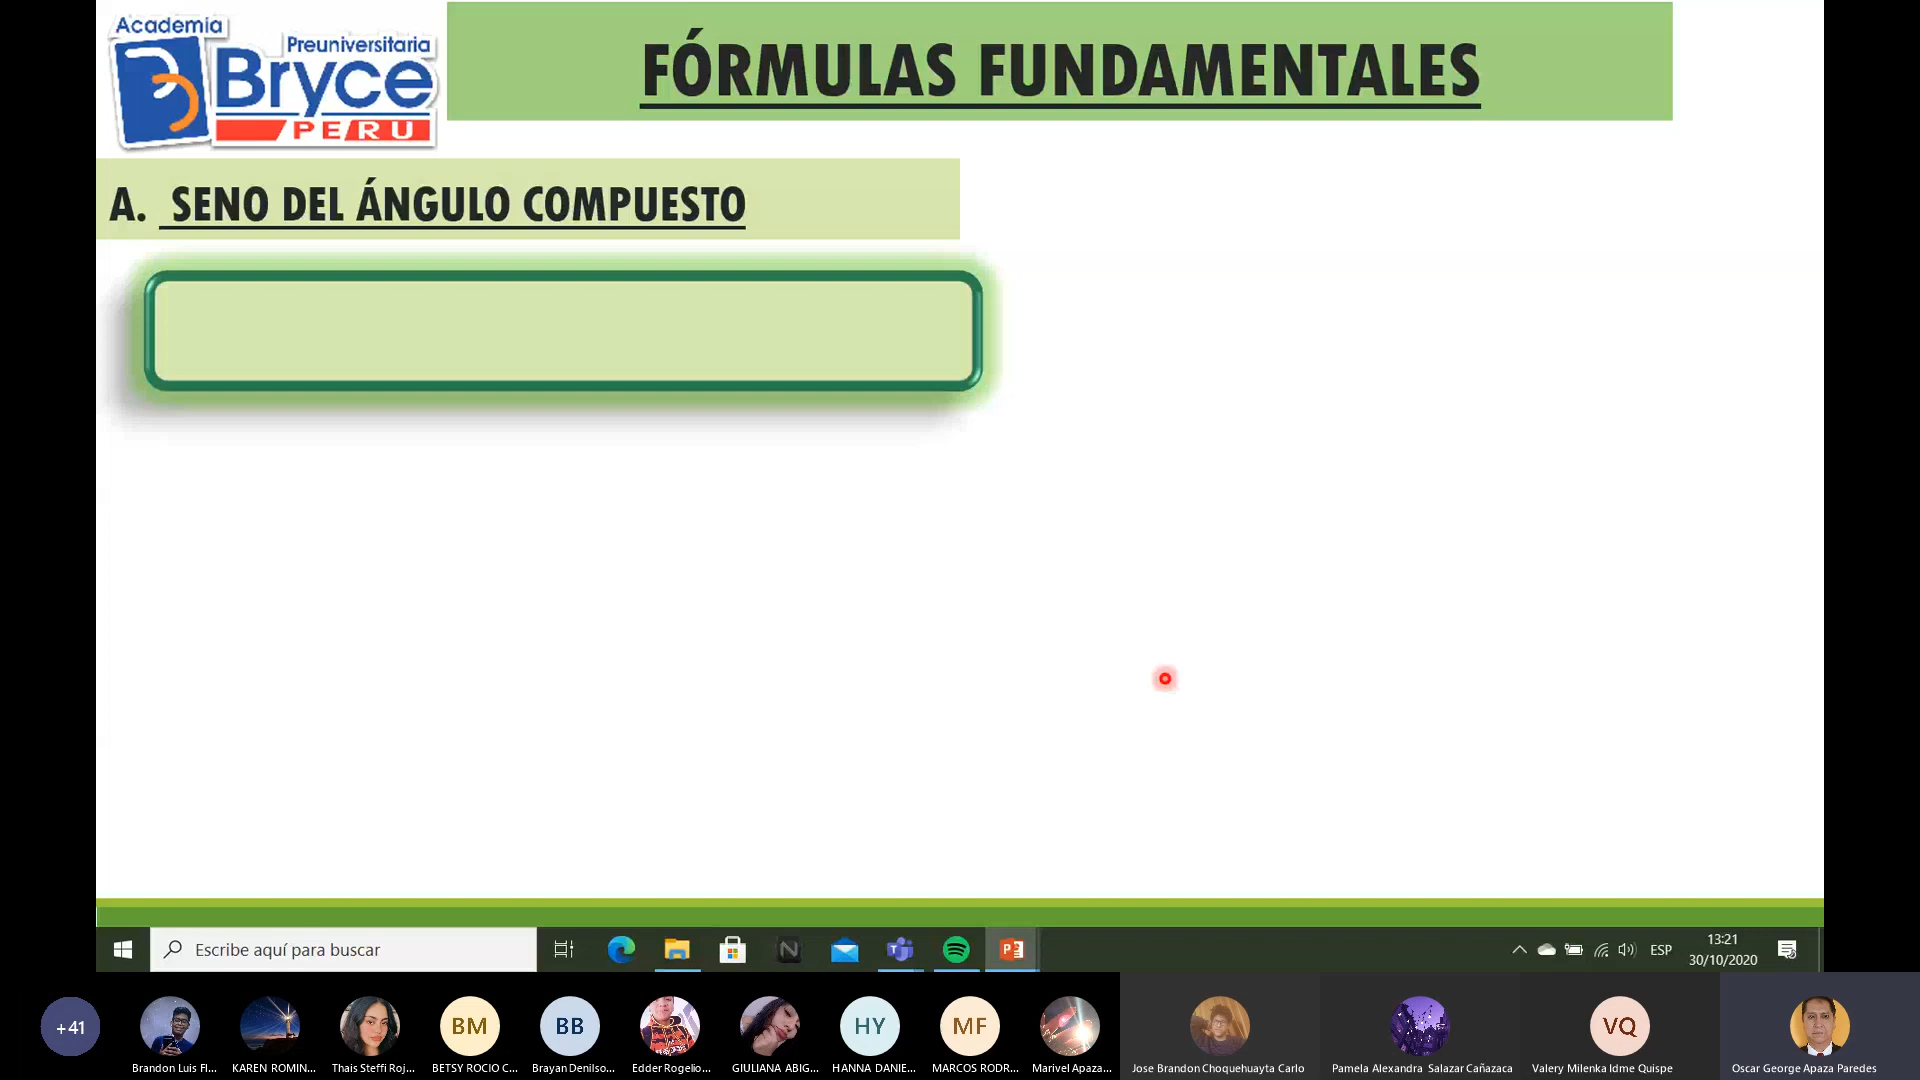 Academia
Preuniversitaria
Bryce
PERU
FÓRMULAS FUNDAMENTALES
A. SENO DEL ÁNGULO COMPUESTO
Escribe aquí para buscar
ESP
13:21
30/10/2020
+41
BM
BB
HY
MF
VQ
Brandon Luis Fl...
KAREN ROMIN...
Thais Steffi Roj...
BETSY ROCIO C...
Brayan Denilso...
Edder Rogelio...
GIULIANA ABIG...
HANNA DANIE...
MARCOS RODR...
Marivel Apaza...
Jose Brandon Choquehuayta Carlo
Pamela Alexandra Salazar Cañazaca
Valery Milenka Idme Quispe
Oscar George Apaza Paredes